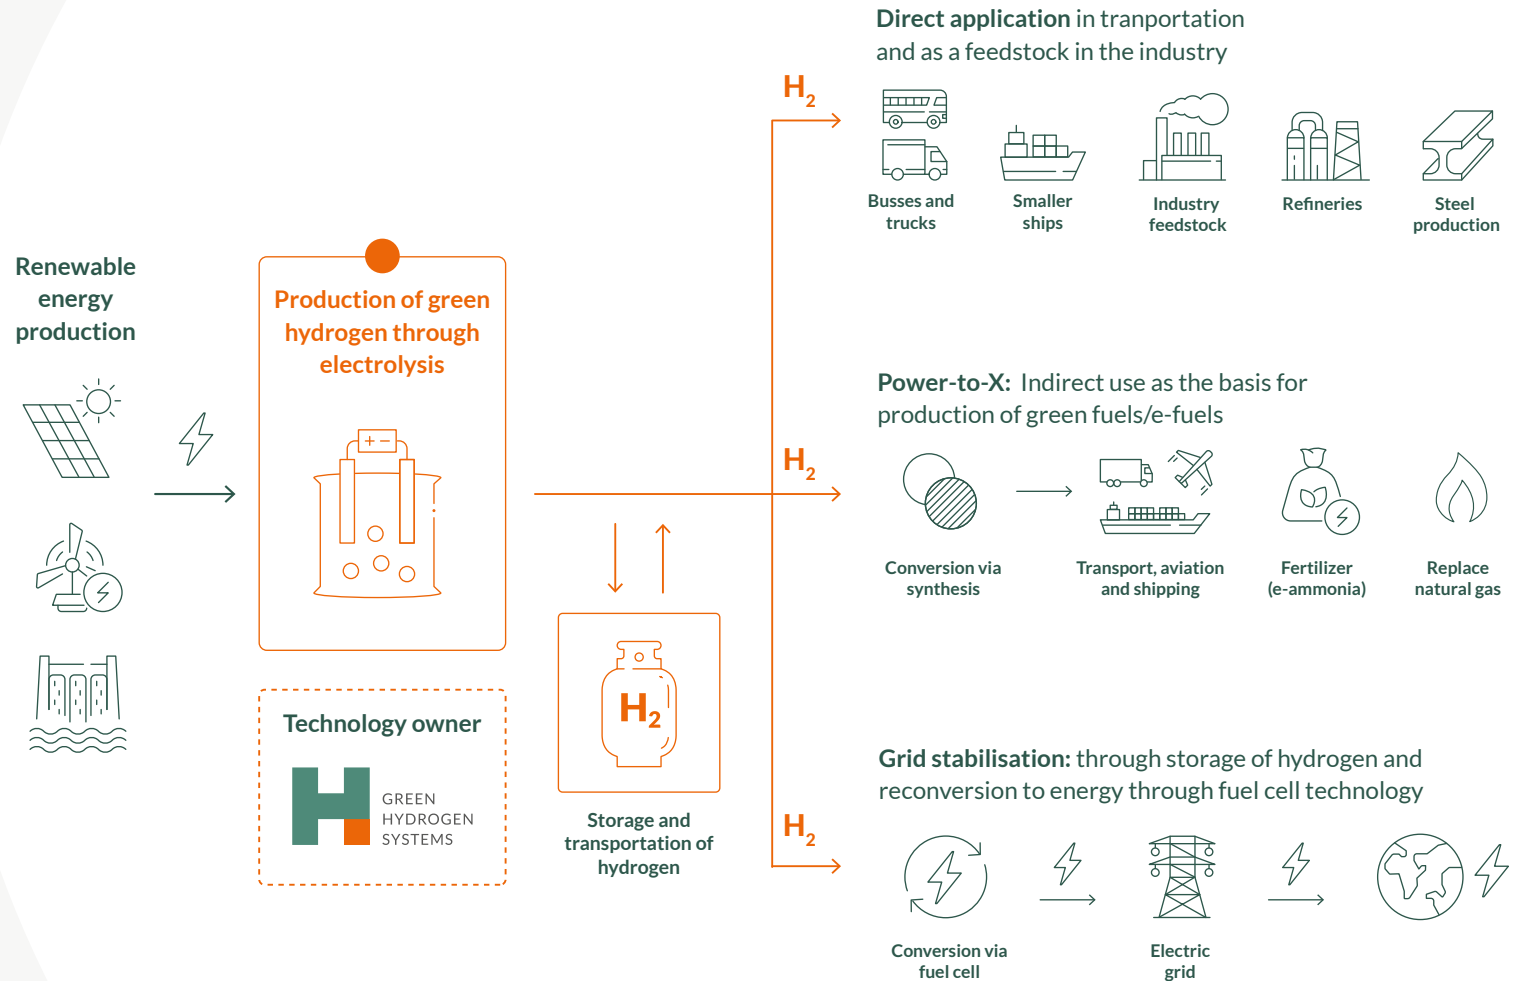 Renewable
energy
production
Production of green
hydrogen through
electrolysis
+ −
Technology owner
GREEN
HYDROGEN
SYSTEMS
H₂
Storage and
transportation of
hydrogen
H₂
Direct application in tranportation
and as a feedstock in the industry
Busses and
trucks
Smaller
ships
Industry
feedstock
Refineries
Steel
production
H₂
Power-to-X: Indirect use as the basis for
production of green fuels/e-fuels
Conversion via
synthesis
Transport, aviation
and shipping
Fertilizer
(e-ammonia)
Replace
natural gas
H₂
Grid stabilisation: through storage of hydrogen and
reconversion to energy through fuel cell technology
Conversion via
fuel cell
Electric
grid